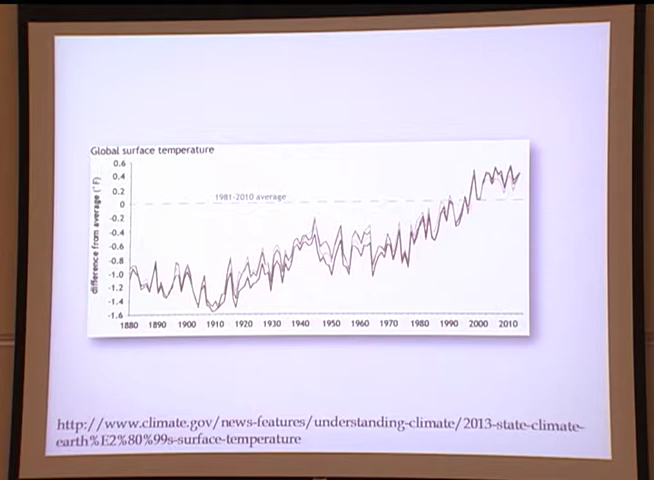 Global surface temperature
difference from average (°F)
0.6
0.4
0.2
0
-0.2
-0.4
-0.6
-0.8
-1.0
-1.2
-1.4
-1.6
1981-2010 average
1880 1890 1900 1910 1920 1930 1940 1950 1960 1970 1980 1990 2000 2010
http://www.climate.gov/news-features/understanding-climate/2013-state-climate-
earth%E2%80%99s-surface-temperature